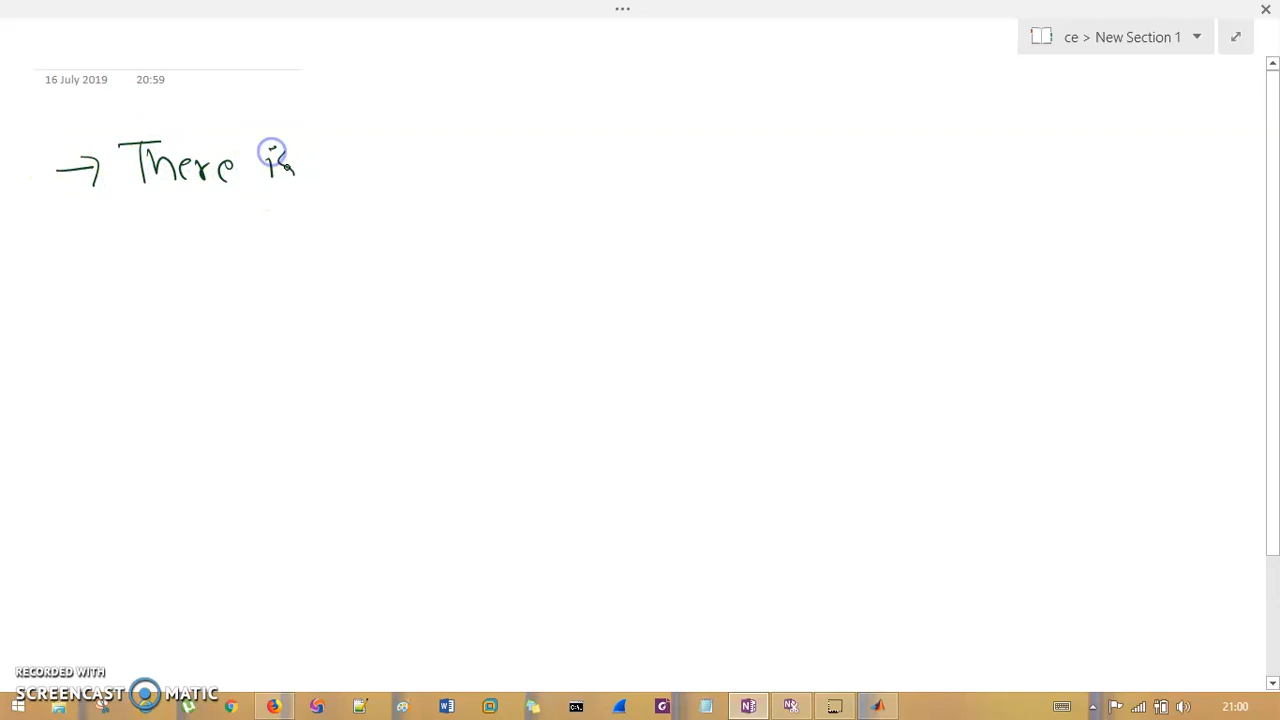 ...
ce > New Section 1
16 July 2019 20:59
→ There is
RECORDED WITH
SCREENCAST MATIC
21:00